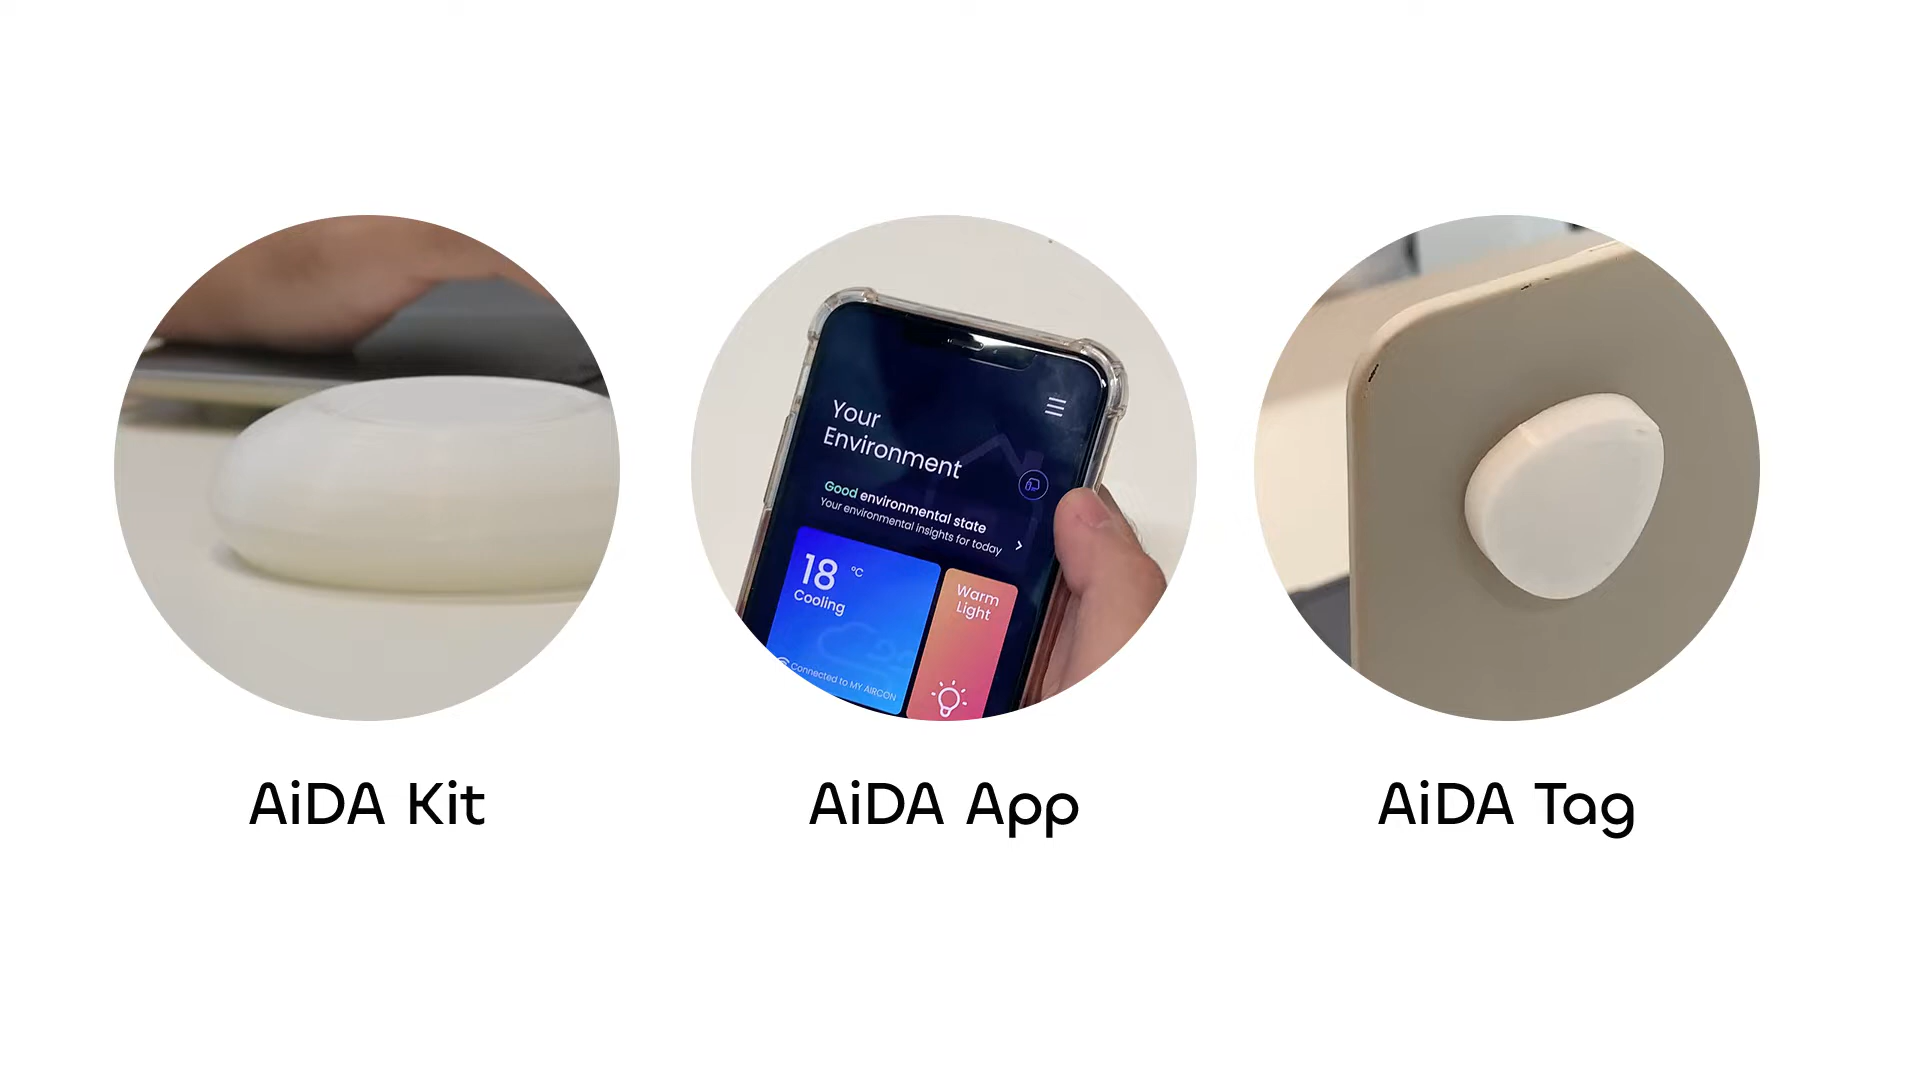 Your
Environment
Good environmental state
Your environmental insights for today
18 °C
Cooling
Connected to MY AIRCON
Warm
Light
AiDA Kit
AiDA App
AiDA Tag